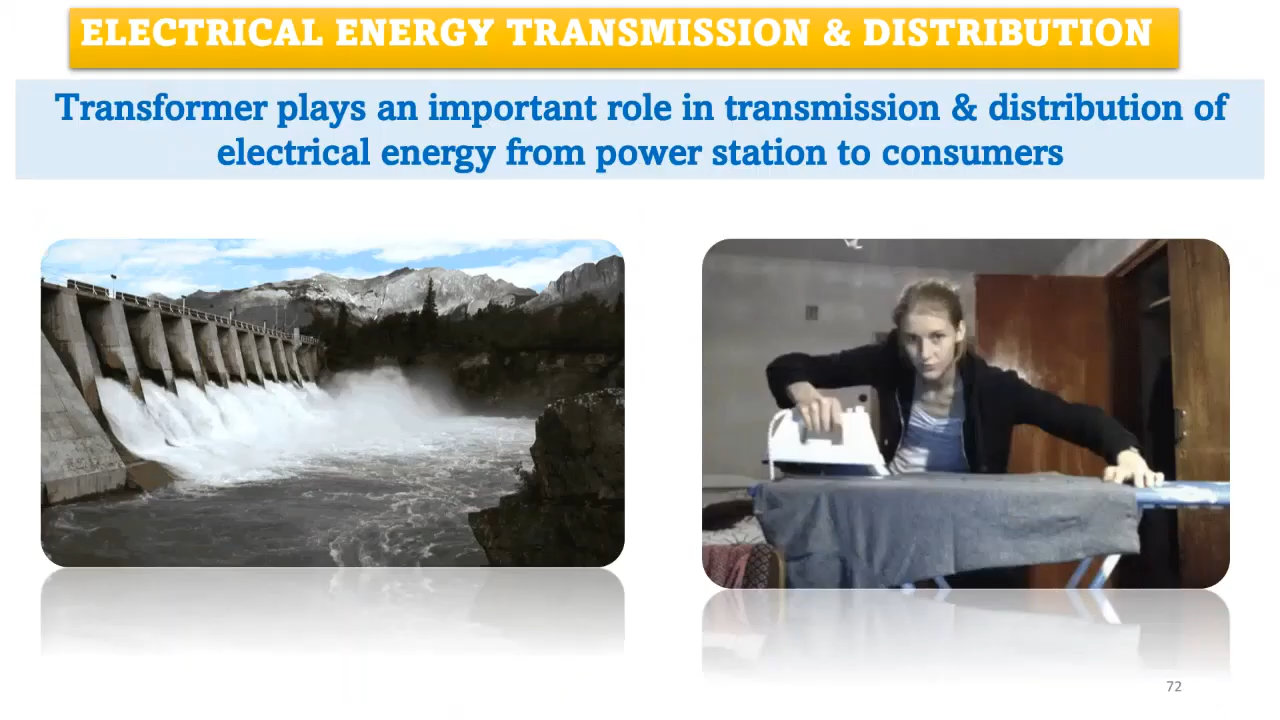 ELECTRICAL ENERGY TRANSMISSION & DISTRIBUTION
Transformer plays an important role in transmission & distribution of
electrical energy from power station to consumers
72